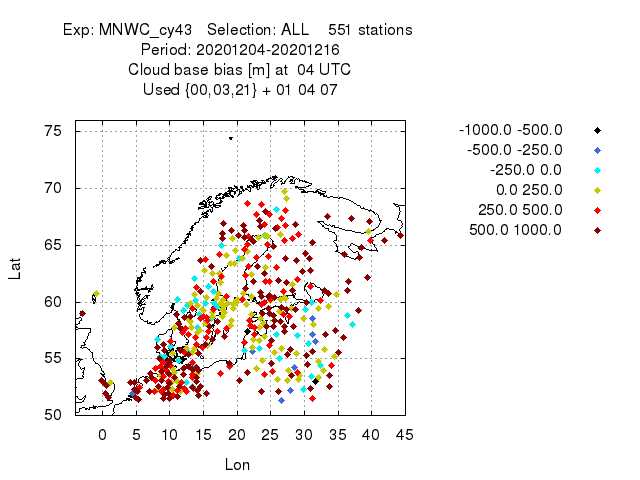 Exp: MNWC_cy43 Selection: ALL 551 stations
Period: 20201204-20201216
Cloud base bias [m] at 04 UTC
Used {00,03,21} + 01 04 07
-1000.0 -500.0
-500.0 -250.0
-250.0 0.0
0.0 250.0
250.0 500.0
500.0 1000.0
75
70
65
60
55
50
Lat
0 5 10 15 20 25 30 35 40 45
Lon